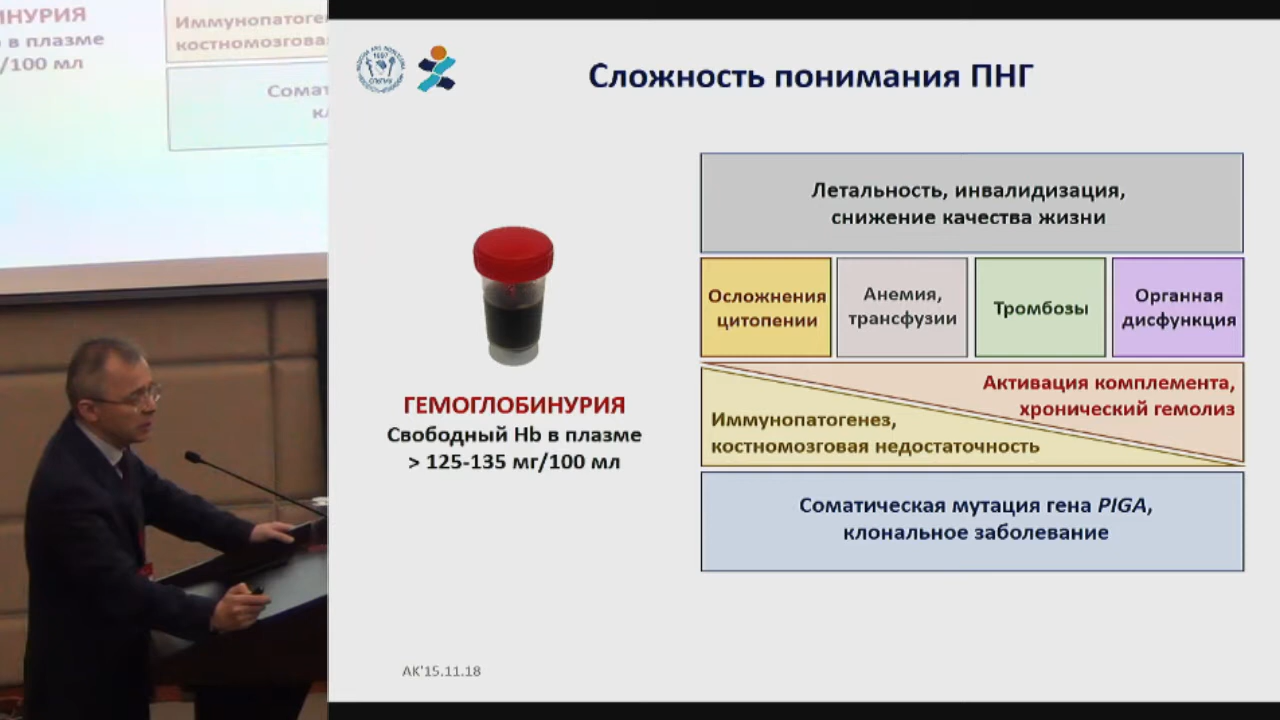 ИНУРИЯ
в плазме
/100 мл
Иммунопатоге
костномозгова
Сомат
кл
Сложность понимания ПНГ
Летальность, инвалидизация,
снижение качества жизни
Осложнения
цитопении
Анемия,
трансфузии
Тромбозы
Органная
дисфункция
Активация комплемента,
хронический гемолиз
Иммунопатогенез,
костномозговая недостаточность
Соматическая мутация гена PIGA,
клональное заболевание
ГЕМОГЛОБИНУРИЯ
Свободный Hb в плазме
> 125-135 мг/100 мл
АК'15.11.18